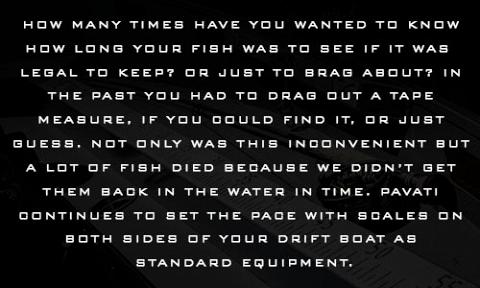 HOW MANY TIMES HAVE YOU WANTED TO KNOW
HOW LONG YOUR FISH WAS TO SEE IF IT WAS
LEGAL TO KEEP? OR JUST TO BRAG ABOUT? IN
THE PAST YOU HAD TO DRAG OUT A TAPE
MEASURE, IF YOU COULD FIND IT, OR JUST
GUESS. NOT ONLY WAS THIS INCONVENIENT BUT
A LOT OF FISH DIED BECAUSE WE DIDN'T GET
THEM BACK IN THE WATER IN TIME. PAVATI
CONTINUES TO SET THE PACE WITH SCALES ON
BOTH SIDES OF YOUR DRIFT BOAT AS
STANDARD EQUIPMENT.